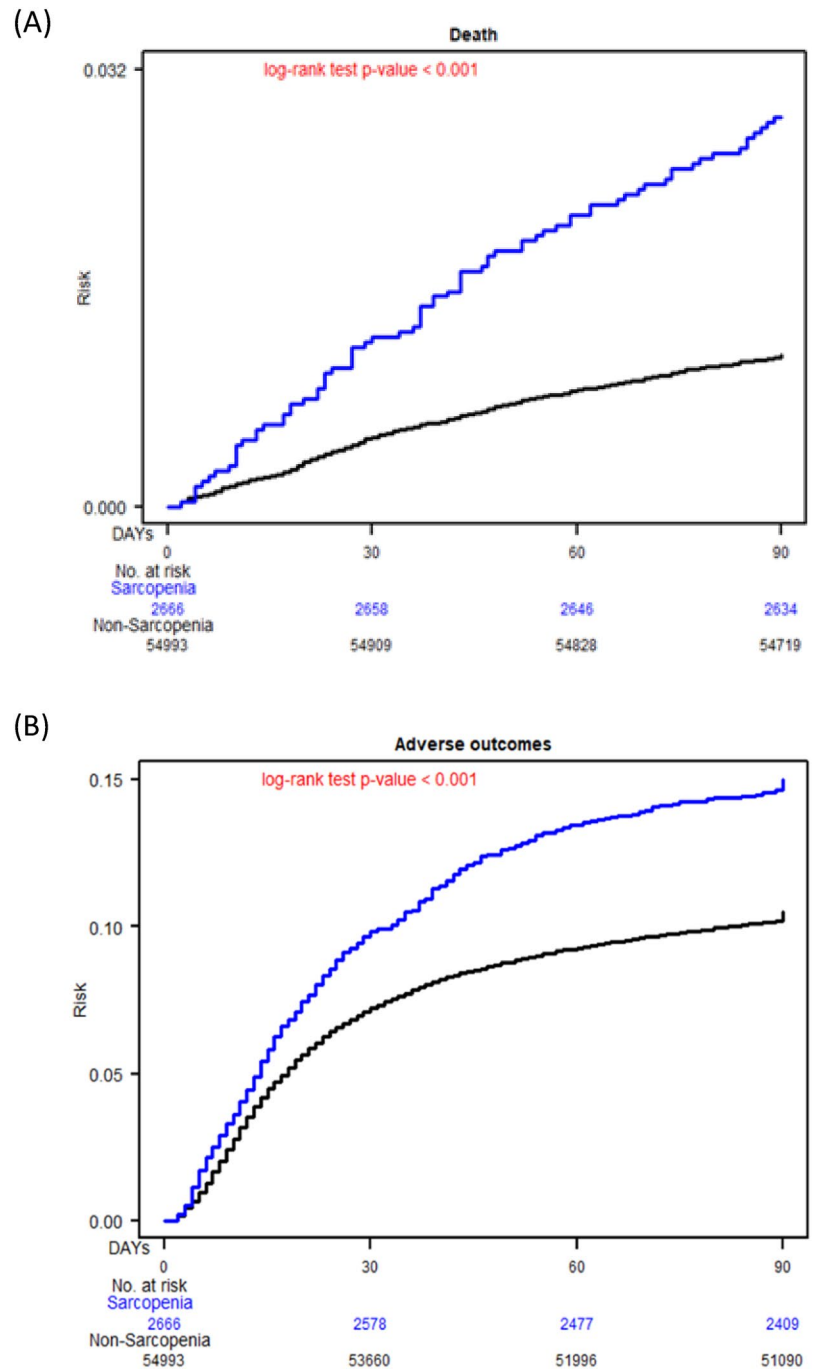 (A)
Death
log-rank test p-value < 0.001
0.032
Risk
0.000
DAYs
0 30 60 90
No. at risk
Sarcopenia
2666 2658 2646 2634
Non-Sarcopenia
54993 54909 54828 54719
(B)
Adverse outcomes
log-rank test p-value < 0.001
0.15
0.10
Risk
0.05
0.00
DAYs
0 30 60 90
No. at risk
Sarcopenia
2666 2578 2477 2409
Non-Sarcopenia
54993 53660 51996 51090